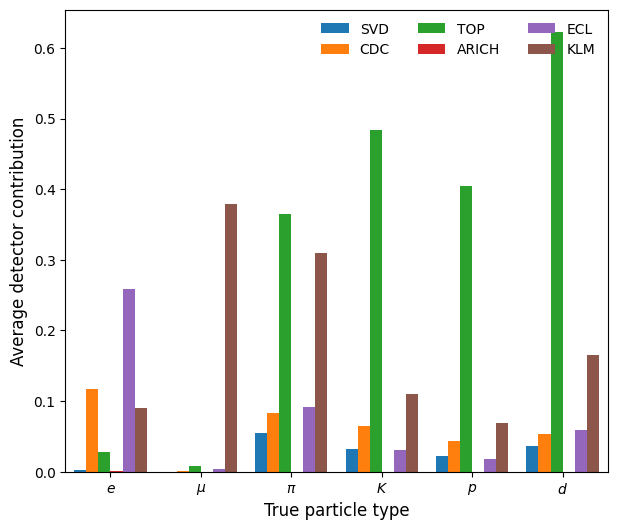 SVD TOP ECL
CDC ARICH KLM
Average detector contribution
0.6
0.5
0.4
0.3
0.2
0.1
0.0
e μ π K p d
True particle type